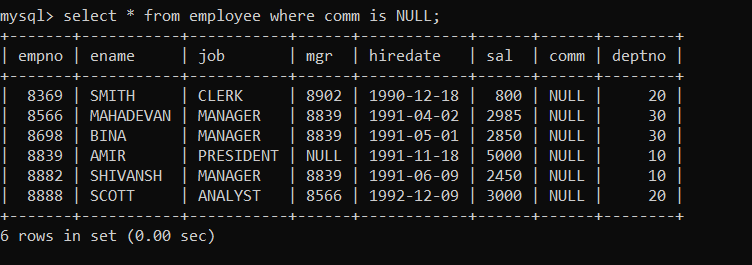 mysql> select * from employee where comm is NULL;
+-------+-----------+-----------+------+------------+------+------+--------+
| empno | ename     | job       | mgr  | hiredate   | sal  | comm | deptno |
+-------+-----------+-----------+------+------------+------+------+--------+
|  8369 | SMITH     | CLERK     | 8902 | 1990-12-18 |  800 | NULL |     20 |
|  8566 | MAHADEVAN | MANAGER   | 8839 | 1991-04-02 | 2985 | NULL |     30 |
|  8698 | BINA      | MANAGER   | 8839 | 1991-05-01 | 2850 | NULL |     30 |
|  8839 | AMIR      | PRESIDENT | NULL | 1991-11-18 | 5000 | NULL |     10 |
|  8882 | SHIVANSH  | MANAGER   | 8839 | 1991-06-09 | 2450 | NULL |     10 |
|  8888 | SCOTT     | ANALYST   | 8566 | 1992-12-09 | 3000 | NULL |     20 |
+-------+-----------+-----------+------+------------+------+------+--------+
6 rows in set (0.00 sec)